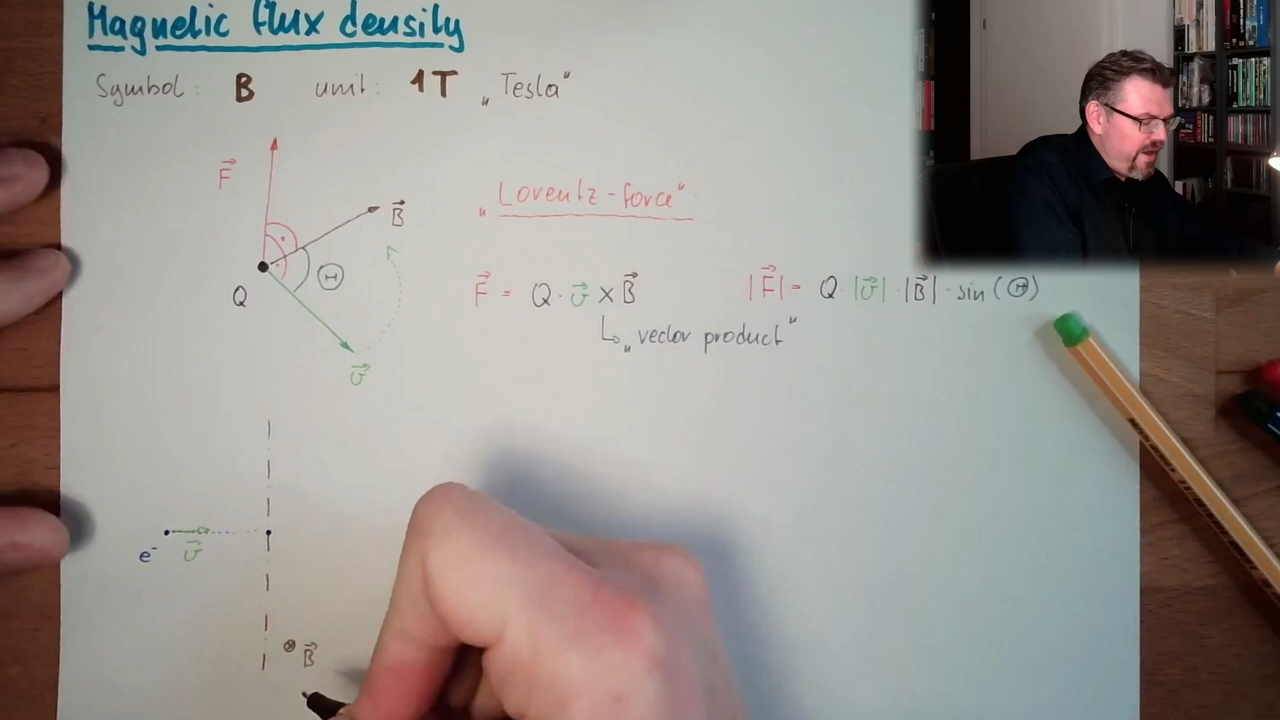 Magnetic flux density
Symbol: B unit: 1T „Tesla“
F⃗
B⃗
Θ
Q
v⃗
„Lorentz-force“
F⃗ = Q · v⃗ × B⃗
|F⃗| = Q · |v⃗| · |B⃗| · sin(Θ)
↳ „vector product“
e⁻
v⃗
⊗ B⃗